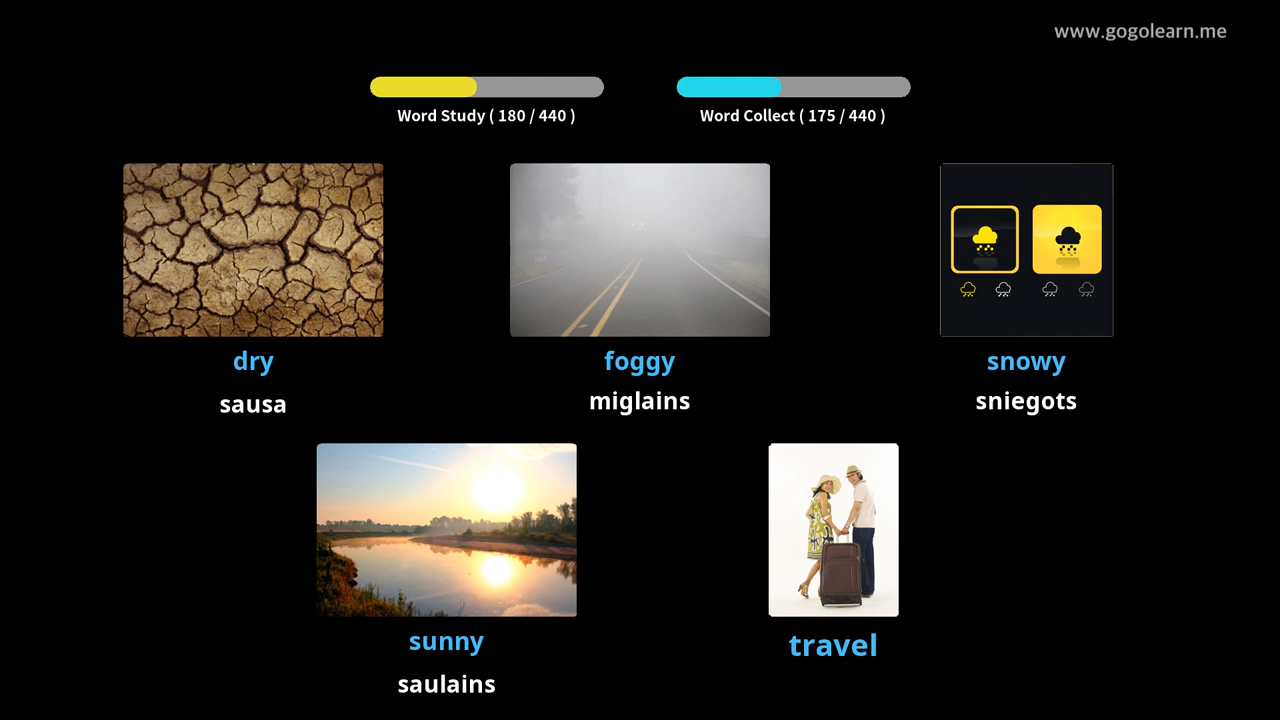 www.gogolearn.me
Word Study ( 180 / 440 )
Word Collect ( 175 / 440 )
dry
foggy
snowy
sausa
miglains
sniegots
sunny
travel
saulains